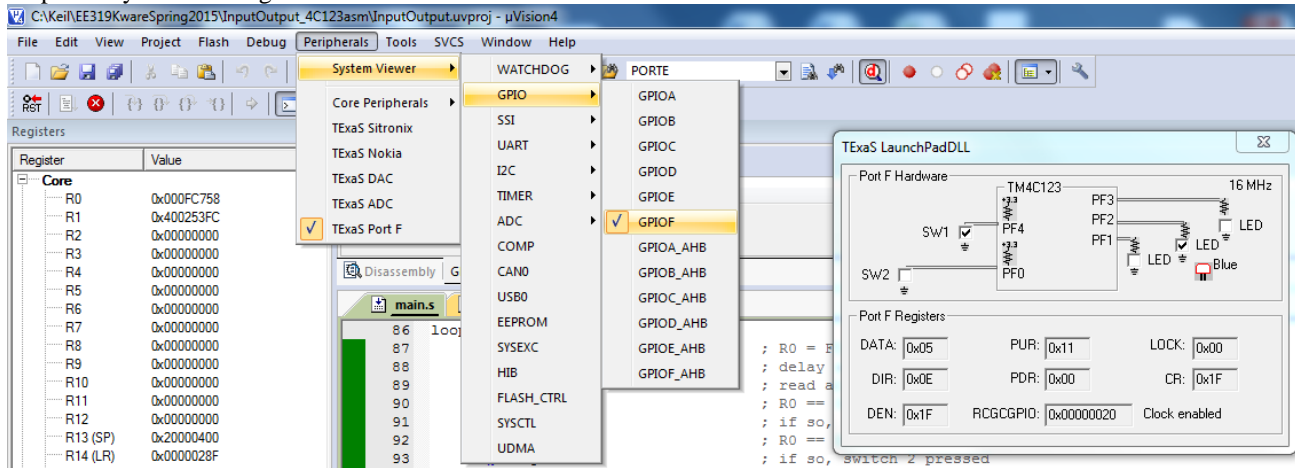 C:\Keil\EE319KwareSpring2015\InputOutput_4C123asm\InputOutput.uvproj - µVision4
File Edit View Project Flash Debug Peripherals Tools SVCS Window Help
PORTE
RST
System Viewer
Core Peripherals
TExaS Sitronix
TExaS Nokia
TExaS DAC
TExaS ADC
TExaS Port F
WATCHDOG
GPIO
SSI
UART
I2C
TIMER
ADC
COMP
CAN0
USB0
EEPROM
SYSEXC
HIB
FLASH_CTRL
SYSCTL
UDMA
GPIOA
GPIOB
GPIOC
GPIOD
GPIOE
GPIOF
GPIOA_AHB
GPIOB_AHB
GPIOC_AHB
GPIOD_AHB
GPIOE_AHB
GPIOF_AHB
Registers
Register Value
Core
R0 0x000FC758
R1 0x400253FC
R2 0x00000000
R3 0x00000000
R4 0x00000000
R5 0x00000000
R6 0x00000000
R7 0x00000000
R8 0x00000000
R9 0x00000000
R10 0x00000000
R11 0x00000000
R12 0x00000000
R13 (SP) 0x20000400
R14 (LR) 0x0000028F
Disassembly G
main.s
86 loo
87 ; R0 = F
88 ; delay
89 ; read a
90 ; R0 ==
91 ; if so,
92 ; R0 ==
93 ; if so, switch 2 pressed
TExaS LaunchPadDLL
Port F Hardware
TM4C123
16 MHz
+3.3
SW1
PF4
PF3
PF2
PF1
LED
LED
LED
Blue
+3.3
SW2
PF0
Port F Registers
DATA: 0x05 PUR: 0x11 LOCK: 0x00
DIR: 0x0E PDR: 0x00 CR: 0x1F
DEN: 0x1F RCGCGPIO: 0x00000020 Clock enabled